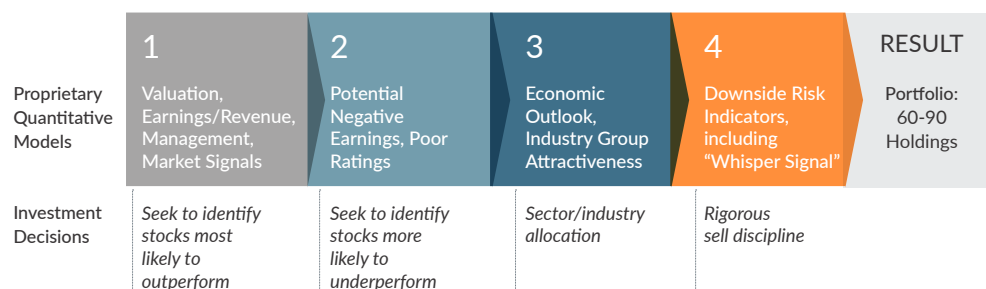 1
2
3
4
RESULT
Proprietary
Quantitative
Models
Valuation,
Earnings/Revenue,
Management,
Market Signals
Potential
Negative
Earnings, Poor
Ratings
Economic
Outlook,
Industry Group
Attractiveness
Downside Risk
Indicators,
including
“Whisper Signal”
Portfolio:
60-90
Holdings
Investment
Decisions
Seek to identify
stocks most
likely to
outperform
Seek to identify
stocks more
likely to
underperform
Sector/industry
allocation
Rigorous
sell discipline